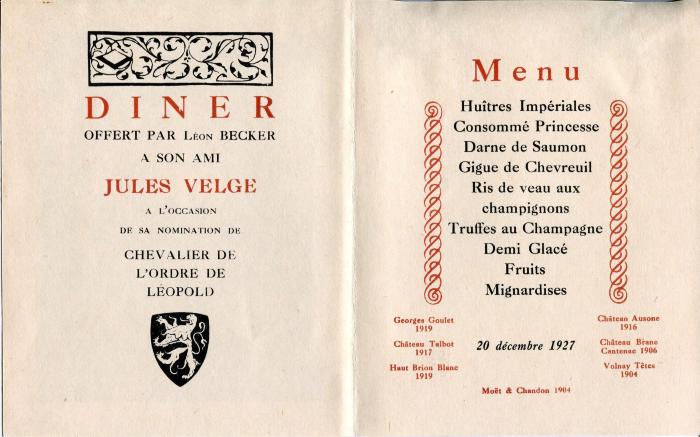 DINER
OFFERT PAR LÉON BECKER
A SON AMI
JULES VELGE
A L'OCCASION
DE SA NOMINATION DE
CHEVALIER DE
L'ORDRE DE
LÉOPOLD
Menu
Huîtres Impériales
Consommé Princesse
Darne de Saumon
Gigue de Chevreuil
Ris de veau aux
champignons
Truffes au Champagne
Demi Glacé
Fruits
Mignardises
Georges Goulet
1919
Château Talbot
1917
Haut Brion Blanc
1919
20 décembre 1927
Château Ausone
1916
Château Brane
Cantenac 1906
Volnay Têtes
1904
Moët & Chandon 1904